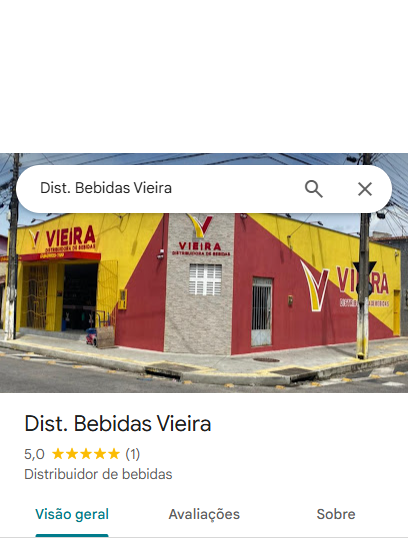 Dist. Bebidas Vieira
VIEIRA
DISTRIBUIDORA DE BEBIDAS
VIEIRA
DISTRIBUIDORA DE BEBIDAS
VIEIRA
Dist. Bebidas Vieira
5,0 (1)
Distribuidor de bebidas
Visão geral
Avaliações
Sobre